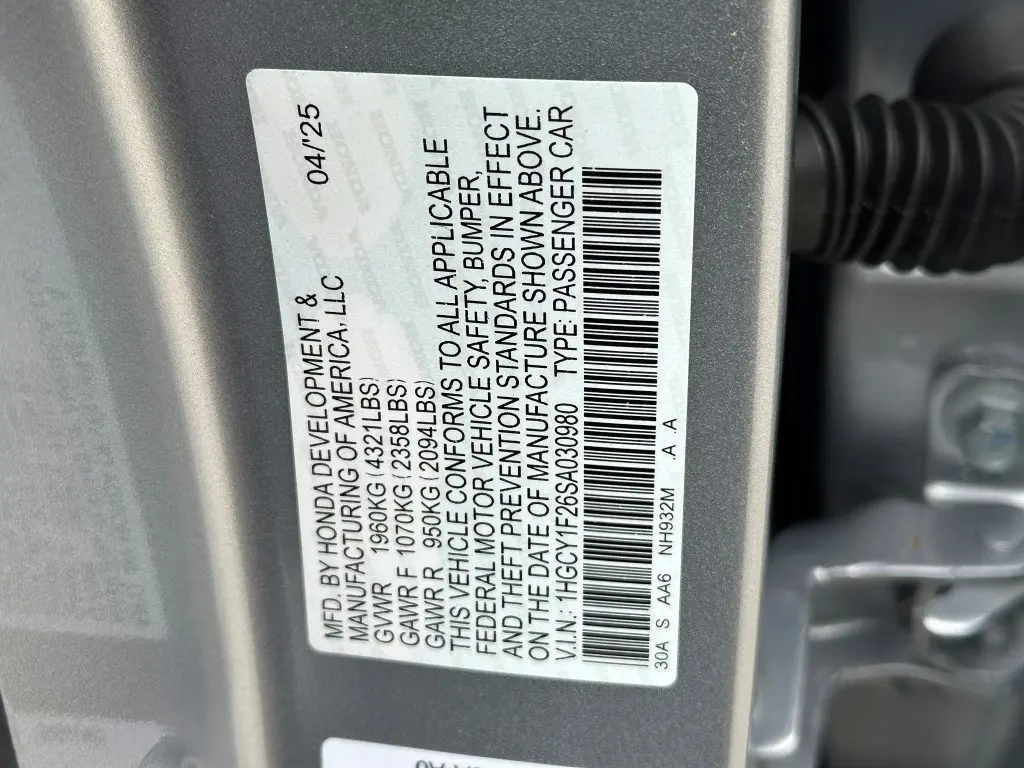 MFD. BY HONDA DEVELOPMENT & 04/'25
MANUFACTURING OF AMERICA, LLC
GVWR 1960KG (4321LBS)
GAWR F 1070KG (2358LBS)
GAWR R 950KG (2094LBS)
THIS VEHICLE CONFORMS TO ALL APPLICABLE
FEDERAL MOTOR VEHICLE SAFETY, BUMPER,
AND THEFT PREVENTION STANDARDS IN EFFECT
ON THE DATE OF MANUFACTURE SHOWN ABOVE.
V.I.N.: 1HGCY1F26SA030980 TYPE: PASSENGER CAR
30A S AA6 NH932M .A .A